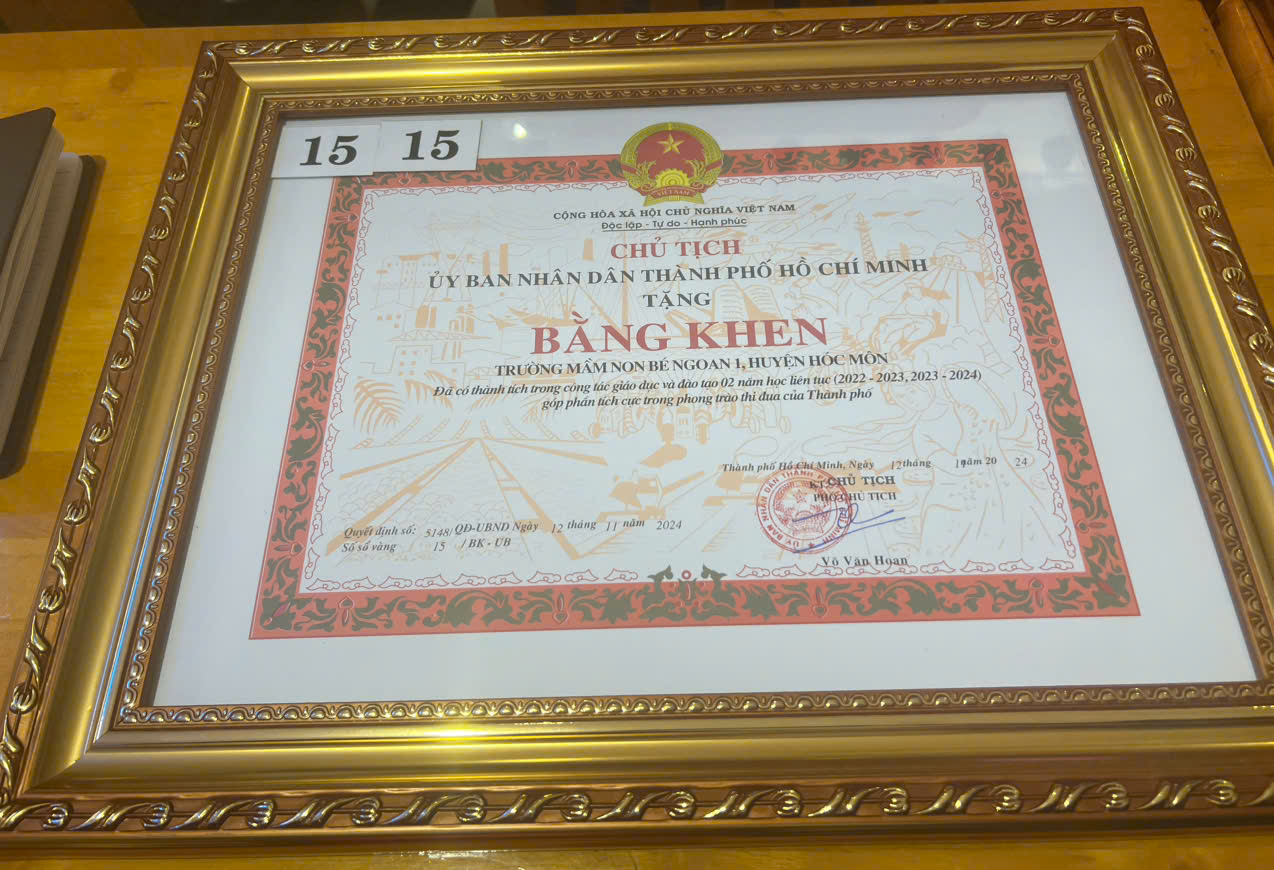 15 15
VIỆT NAM
CỘNG HÒA XÃ HỘI CHỦ NGHĨA VIỆT NAM
Độc lập - Tự do - Hạnh phúc
CHỦ TỊCH
ỦY BAN NHÂN DÂN THÀNH PHỐ HỒ CHÍ MINH
TẶNG
BẰNG KHEN
TRƯỜNG MẦM NON BÉ NGOAN 1, HUYỆN HÓC MÔN
Đã có thành tích trong công tác giáo dục và đào tạo 02 năm học liên tục (2022 - 2023, 2023 - 2024)
góp phần tích cực trong phong trào thi đua của Thành phố
Thành phố Hồ Chí Minh, Ngày 12 tháng 11 năm 20 24
KT.CHỦ TỊCH
PHÓ CHỦ TỊCH
Quyết định số: 5148/ QĐ-UBND Ngày 12 tháng 11 năm 2024
Số sổ vàng 15 / BK - UB
Võ Văn Hoan